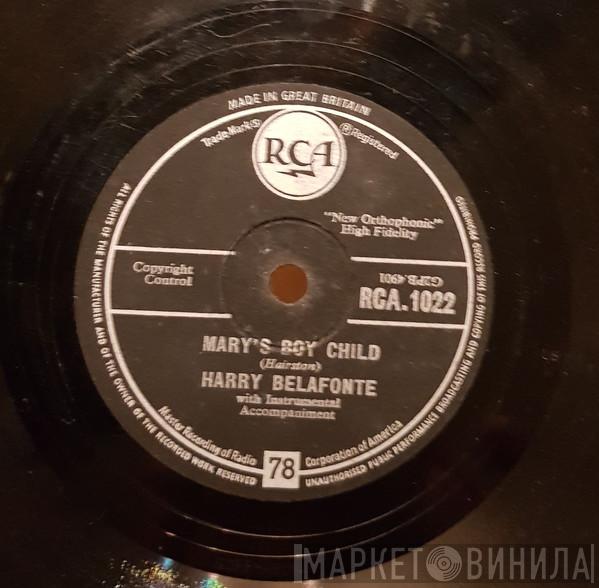 MADE IN GREAT BRITAIN
Trade Mark(s) ® Registered
RCA
"New Orthophonic"
High Fidelity
Copyright
Control
G2PB.4901
RCA.1022
MARY'S BOY CHILD
(Hairston)
HARRY BELAFONTE
with Instrumental
Accompaniment
Master Recording of Radio Corporation of America
78
ALL RIGHTS OF THE MANUFACTURER AND OF THE OWNER OF THE RECORDED WORK RESERVED
UNAUTHORISED PUBLIC PERFORMANCE BROADCASTING AND COPYING OF THIS RECORD PROHIBITED
МАРКЕТ ВИНИЛА